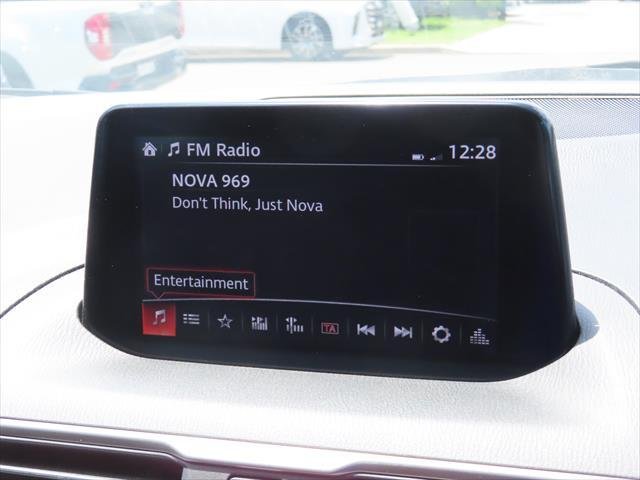 FM Radio 12:28
NOVA 969
Don't Think, Just Nova
Entertainment
TA